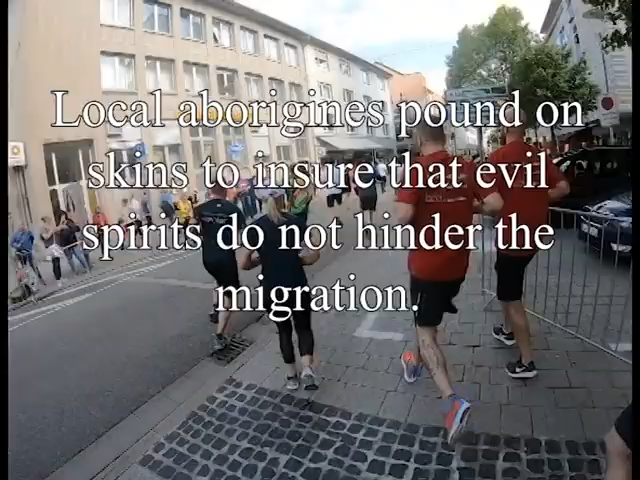 Local aborigines pound on
skins to insure that evil
spirits do not hinder the
migration.